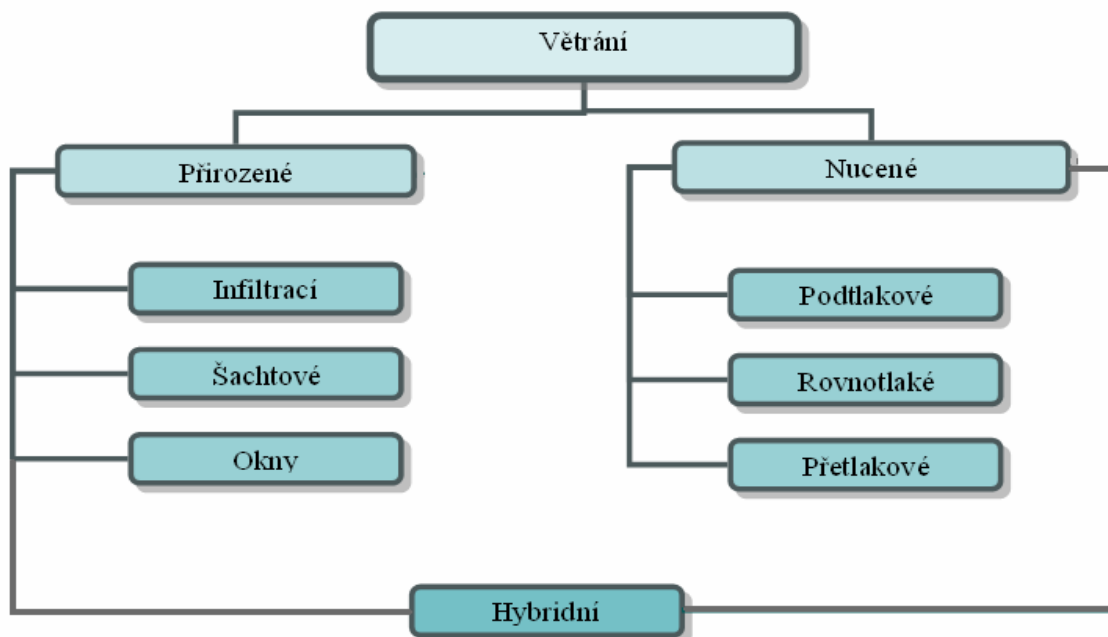 Větrání
Přirozené
Nucené
Infiltrací
Šachtové
Okny
Podtlakové
Rovnotlaké
Přetlakové
Hybridní